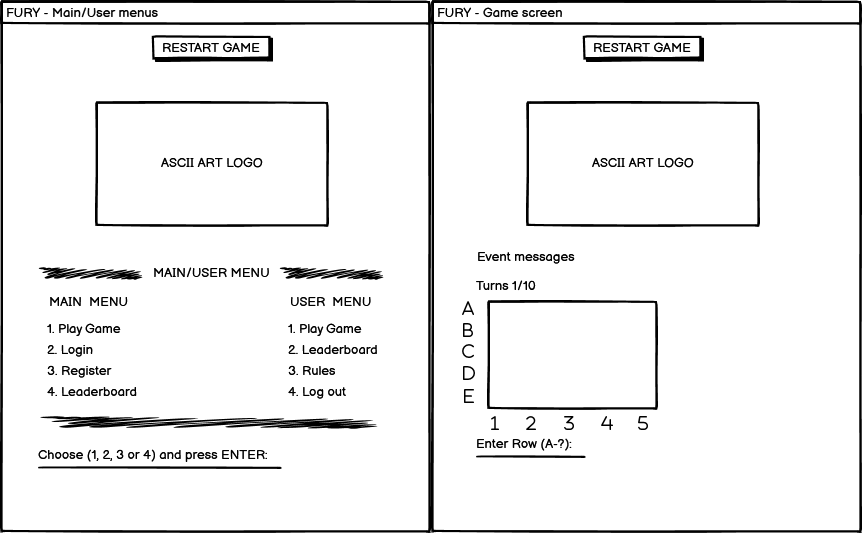 FURY - Main/User menus
RESTART GAME
ASCII ART LOGO
MAIN/USER MENU
MAIN MENU
1. Play Game
2. Login
3. Register
4. Leaderboard
USER MENU
1. Play Game
2. Leaderboard
3. Rules
4. Log out
Choose (1, 2, 3 or 4) and press ENTER:
FURY - Game screen
RESTART GAME
ASCII ART LOGO
Event messages
Turns 1/10
A
B
C
D
E
1 2 3 4 5
Enter Row (A-?):